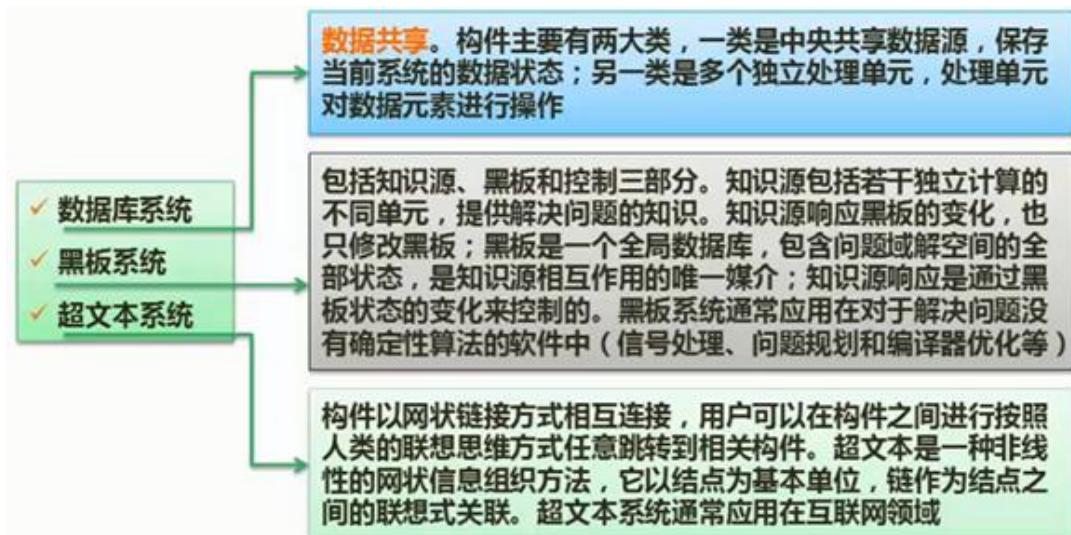 数据共享。构件主要有两大类，一类是中央共享数据源，保存
当前系统的数据状态；另一类是多个独立处理单元，处理单元
对数据元素进行操作
✓ 数据库系统
✓ 黑板系统
✓ 超文本系统
包括知识源、黑板和控制三部分。知识源包括若干独立计算的
不同单元，提供解决问题的知识。知识源响应黑板的变化，也
只修改黑板；黑板是一个全局数据库，包含问题域解空间的全
部状态，是知识源相互作用的唯一媒介；知识源响应是通过黑
板状态的变化来控制的。黑板系统通常应用在对于解决问题没
有确定性算法的软件中（信号处理、问题规划和编译器优化等）
构件以网状链接方式相互连接，用户可以在构件之间进行按照
人类的联想思维方式任意跳转到相关构件。超文本是一种非线
性的网状信息组织方法，它以结点为基本单位，链作为结点之
间的联想式关联。超文本系统通常应用在互联网领域